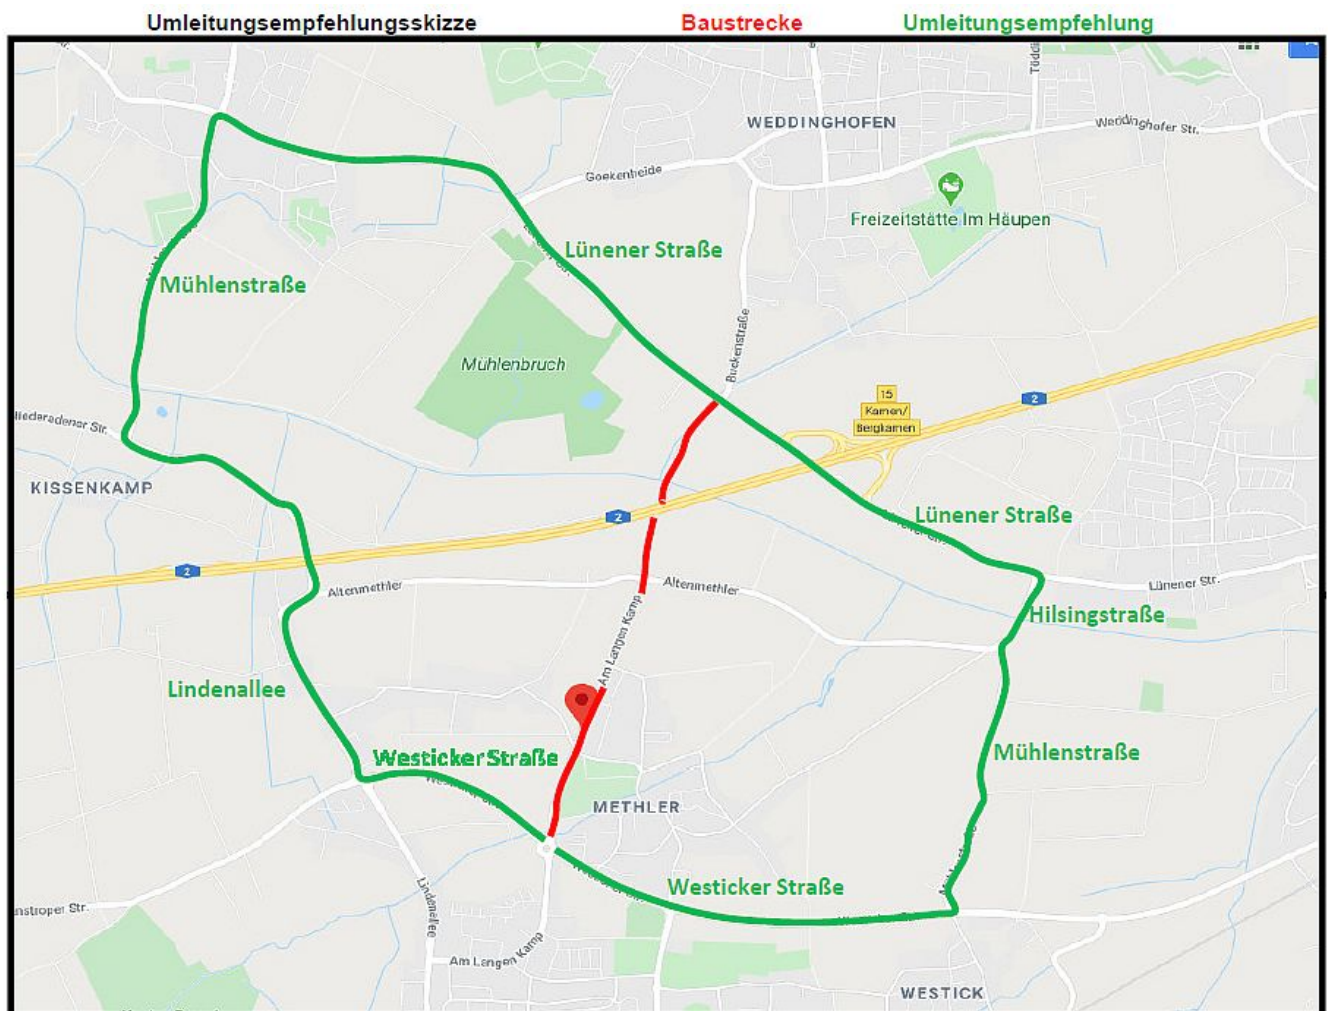 Umleitungsempfehlungsskizze
Baustrecke
Umleitungsempfehlung
WEDDINGHOFEN
Weddinghofer Str.
Goekenheide
Freizeitstätte Im Häupen
Lünener Straße
Mühlenstraße
Buckenstraße
Mühlenbruch
15
Kamen/
Bergkamen
2
KISSENKAMP
2
Lünener Straße
2
Altenmethler
Altenmethler
Lünener Str.
Hilsingstraße
Am Langen Kamp
Lindenallee
Westicker Straße
Mühlenstraße
METHLER
Westicker Straße
Lindenallee
Am Langen Kamp
WESTICK